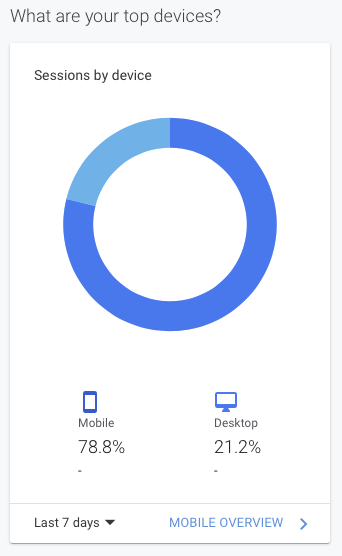 What are your top devices?
Sessions by device
Mobile Desktop
78.8% 21.2%
- -
Last 7 days MOBILE OVERVIEW